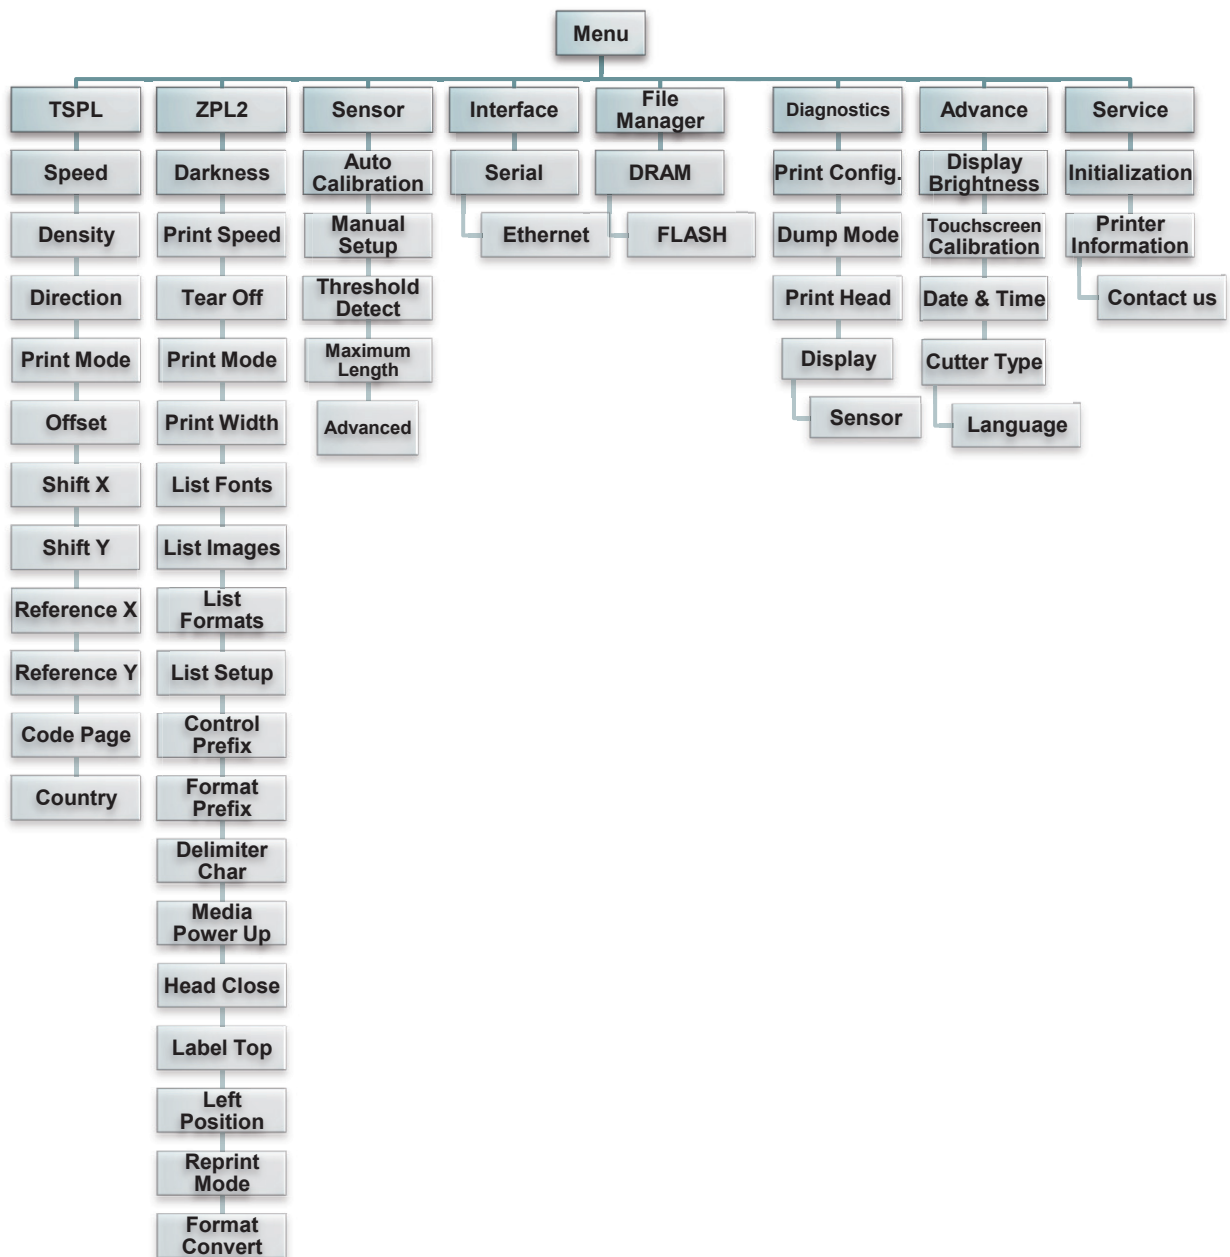 Menu
TSPL
ZPL2
Sensor
Interface
File
Manager
Diagnostics
Advance
Service
Speed
Density
Direction
Print Mode
Offset
Shift X
Shift Y
Reference X
Reference Y
Code Page
Country
Darkness
Print Speed
Tear Off
Print Mode
Print Width
List Fonts
List Images
List
Formats
List Setup
Control
Prefix
Format
Prefix
Delimiter
Char
Media
Power Up
Head Close
Label Top
Left
Position
Reprint
Mode
Format
Convert
Auto
Calibration
Manual
Setup
Threshold
Detect
Maximum
Length
Advanced
Serial
Ethernet
DRAM
FLASH
Print Config.
Dump Mode
Print Head
Display
Sensor
Display
Brightness
Touchscreen
Calibration
Date & Time
Cutter Type
Language
Initialization
Printer
Information
Contact us